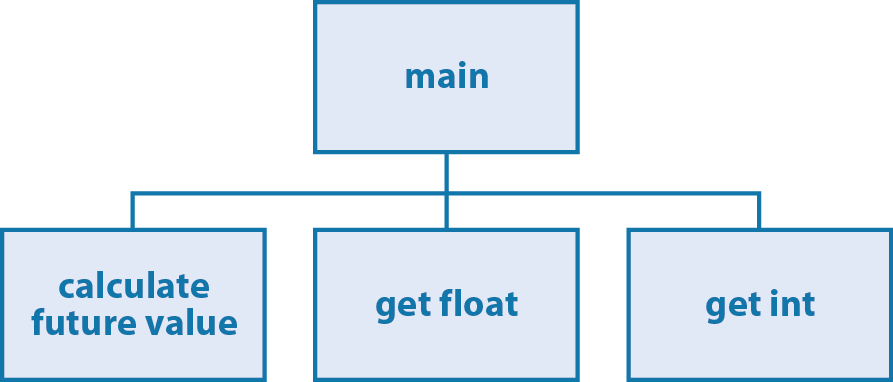 main
calculate
future value
get float
get int